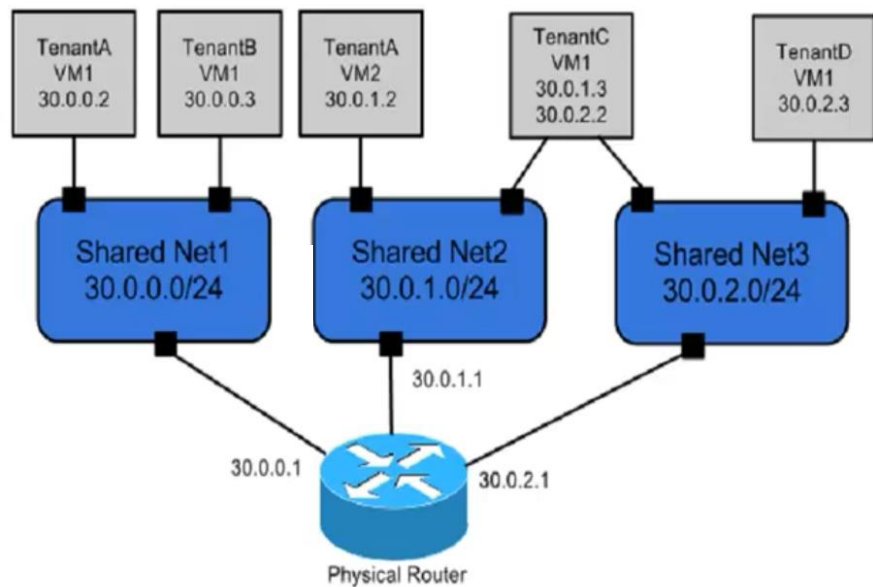 TenantA
VM1
30.0.0.2
TenantB
VM1
30.0.0.3
TenantA
VM2
30.0.1.2
TenantC
VM1
30.0.1.3
30.0.2.2
TenantD
VM1
30.0.2.3
Shared Net1
30.0.0.0/24
Shared Net2
30.0.1.0/24
Shared Net3
30.0.2.0/24
30.0.1.1
30.0.0.1
30.0.2.1
Physical Router